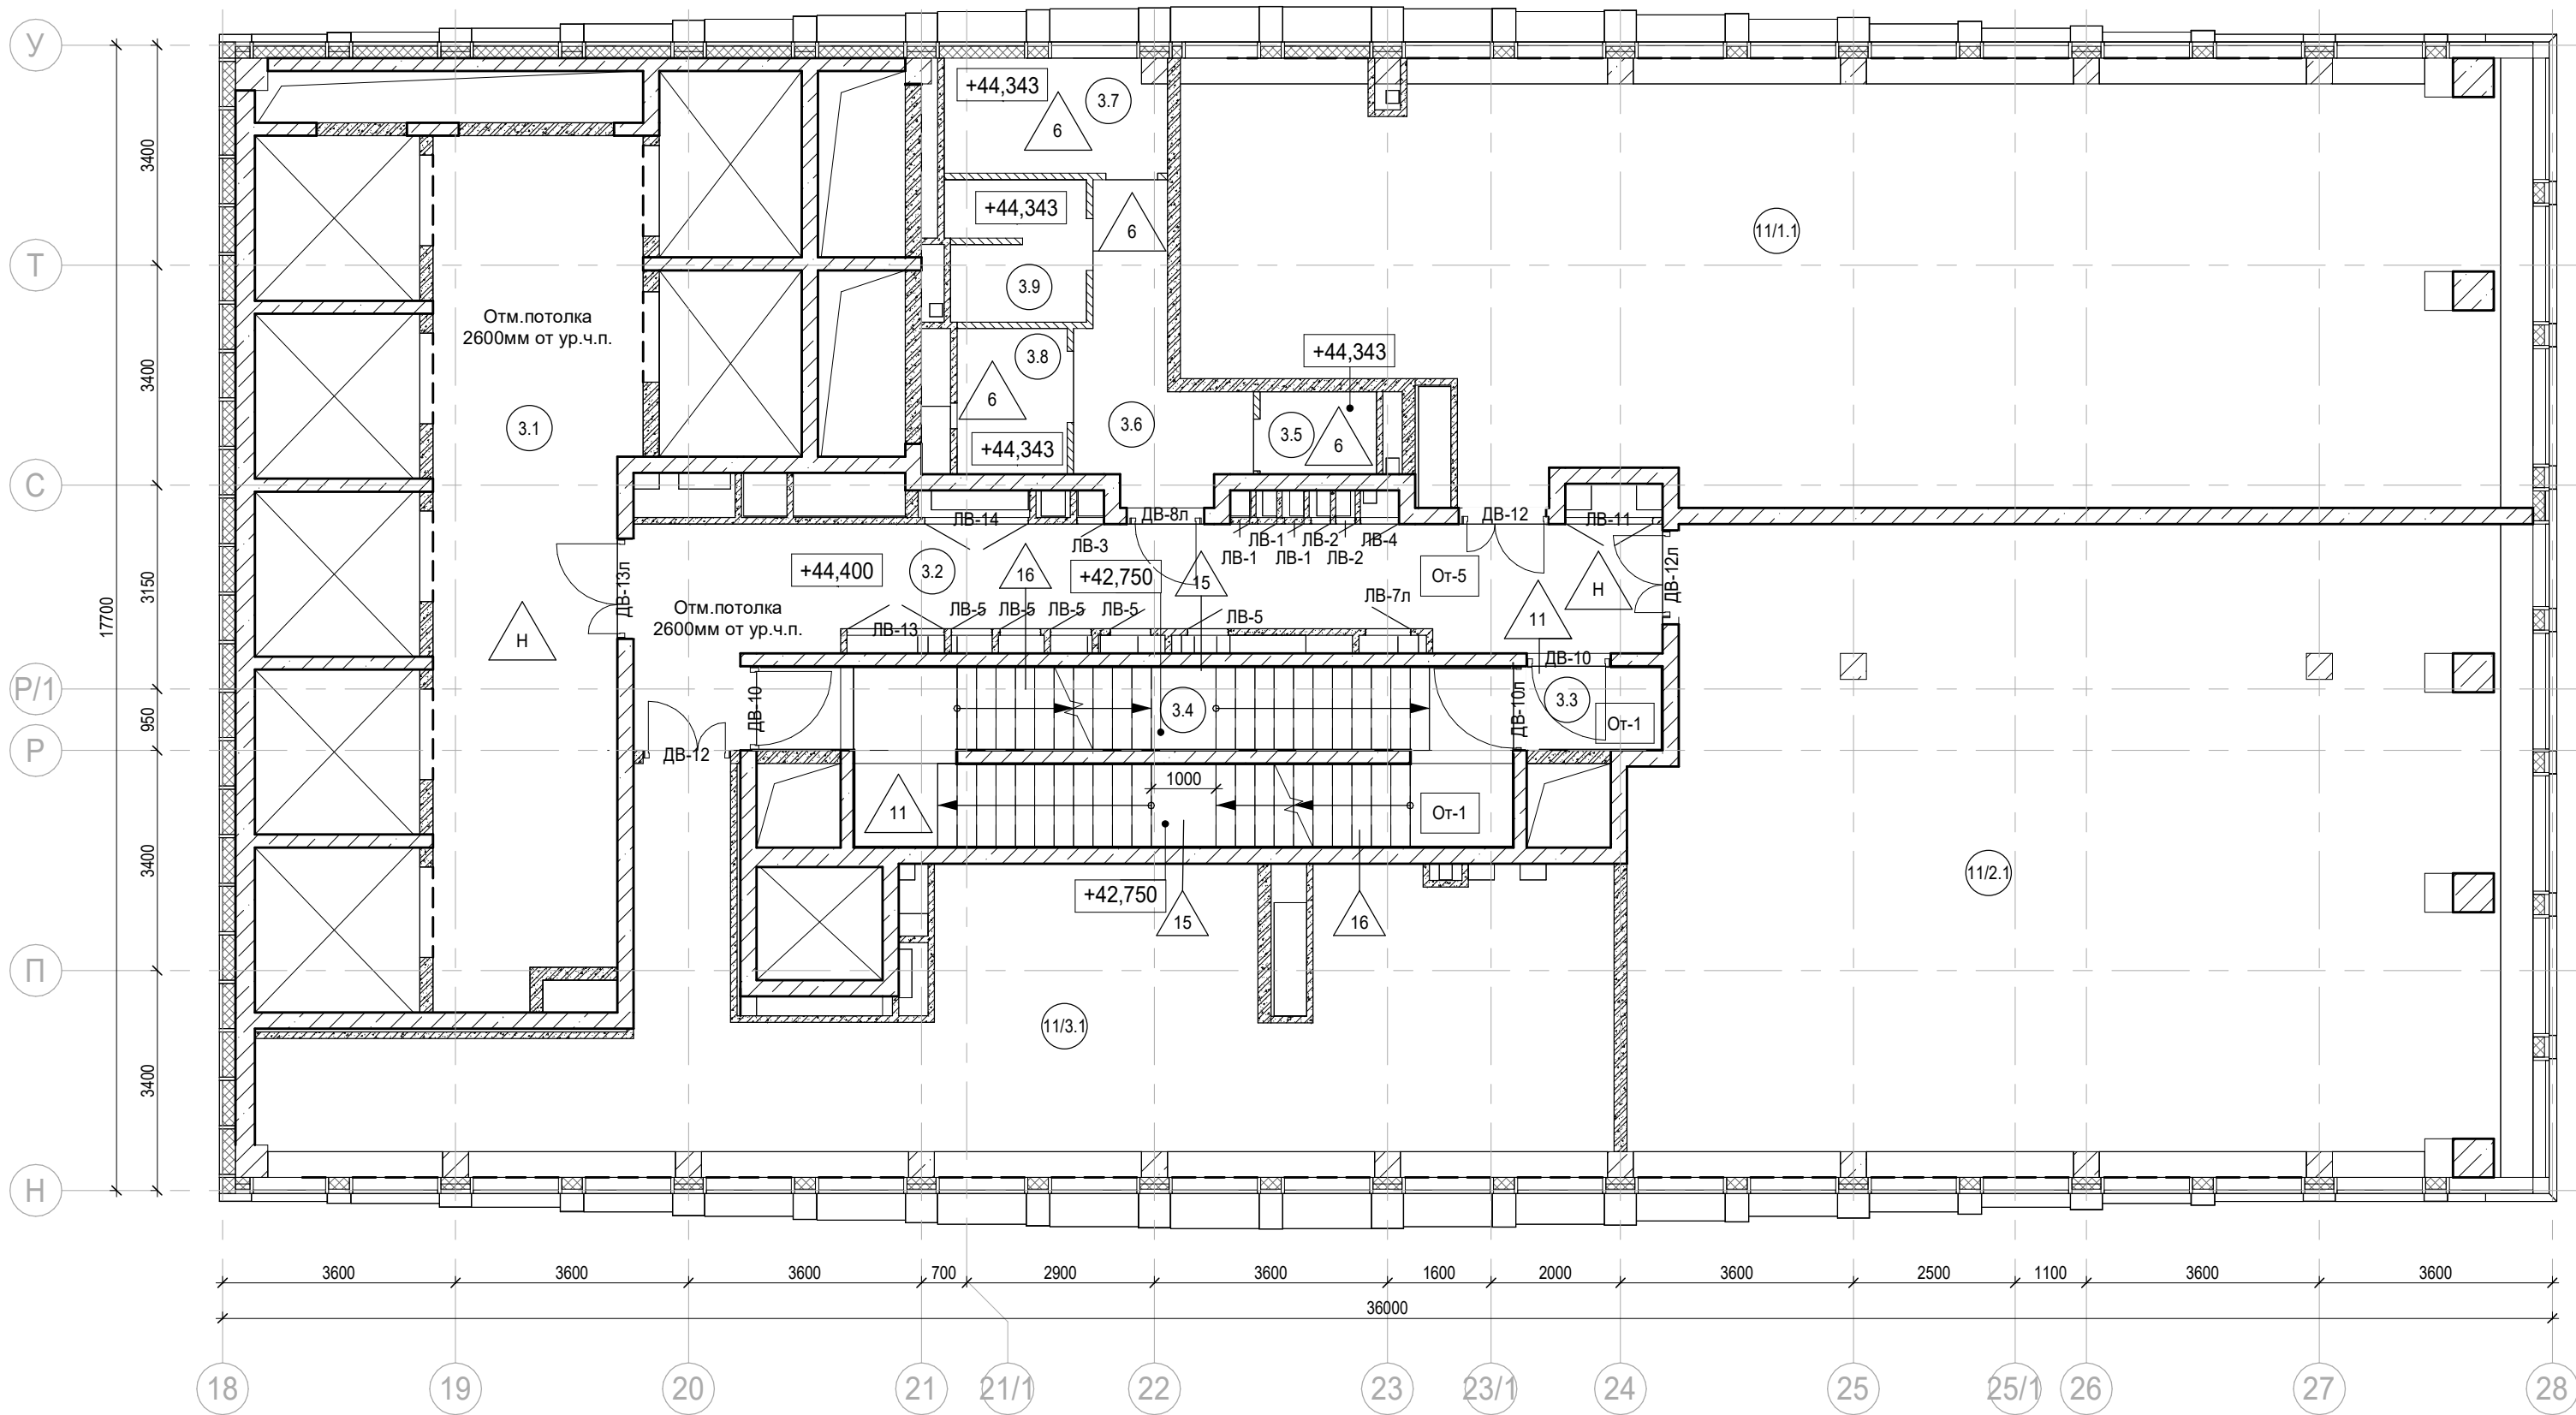 У
+44,343
3.7
6
3400
+44,343
6
11/1.1
Т
3.9
Отм.потолка
2600мм от ур.ч.п.
3.8
+44,343
3400
6
3.1
3.6
3.5
6
+44,343
С
ЛВ-14
ДВ-8л
ДВ-12
ЛВ-11
ЛВ-3
ЛВ-1
ЛВ-1
ЛВ-1
ЛВ-2
ЛВ-2
ЛВ-4
+44,400
3.2
16
+42,750
15
От-5
Н
ДВ-12л
ДВ-13л
3150
17700
Отм.потолка
2600мм от ур.ч.п.
ЛВ-5
ЛВ-5
ЛВ-5
ЛВ-5
ЛВ-5
ЛВ-7л
11
Н
ЛВ-13
ДВ-10
Р/1
ДВ-10
3.4
ДВ-10л
3.3
От-1
950
Р
ДВ-12
1000
11
От-1
3400
11/2.1
+42,750
15
16
П
11/3.1
3400
Н
3600
3600
3600
700
2900
3600
1600
2000
3600
2500
1100
3600
3600
36000
18
19
20
21
21/1
22
23
23/1
24
25
25/1
26
27
28